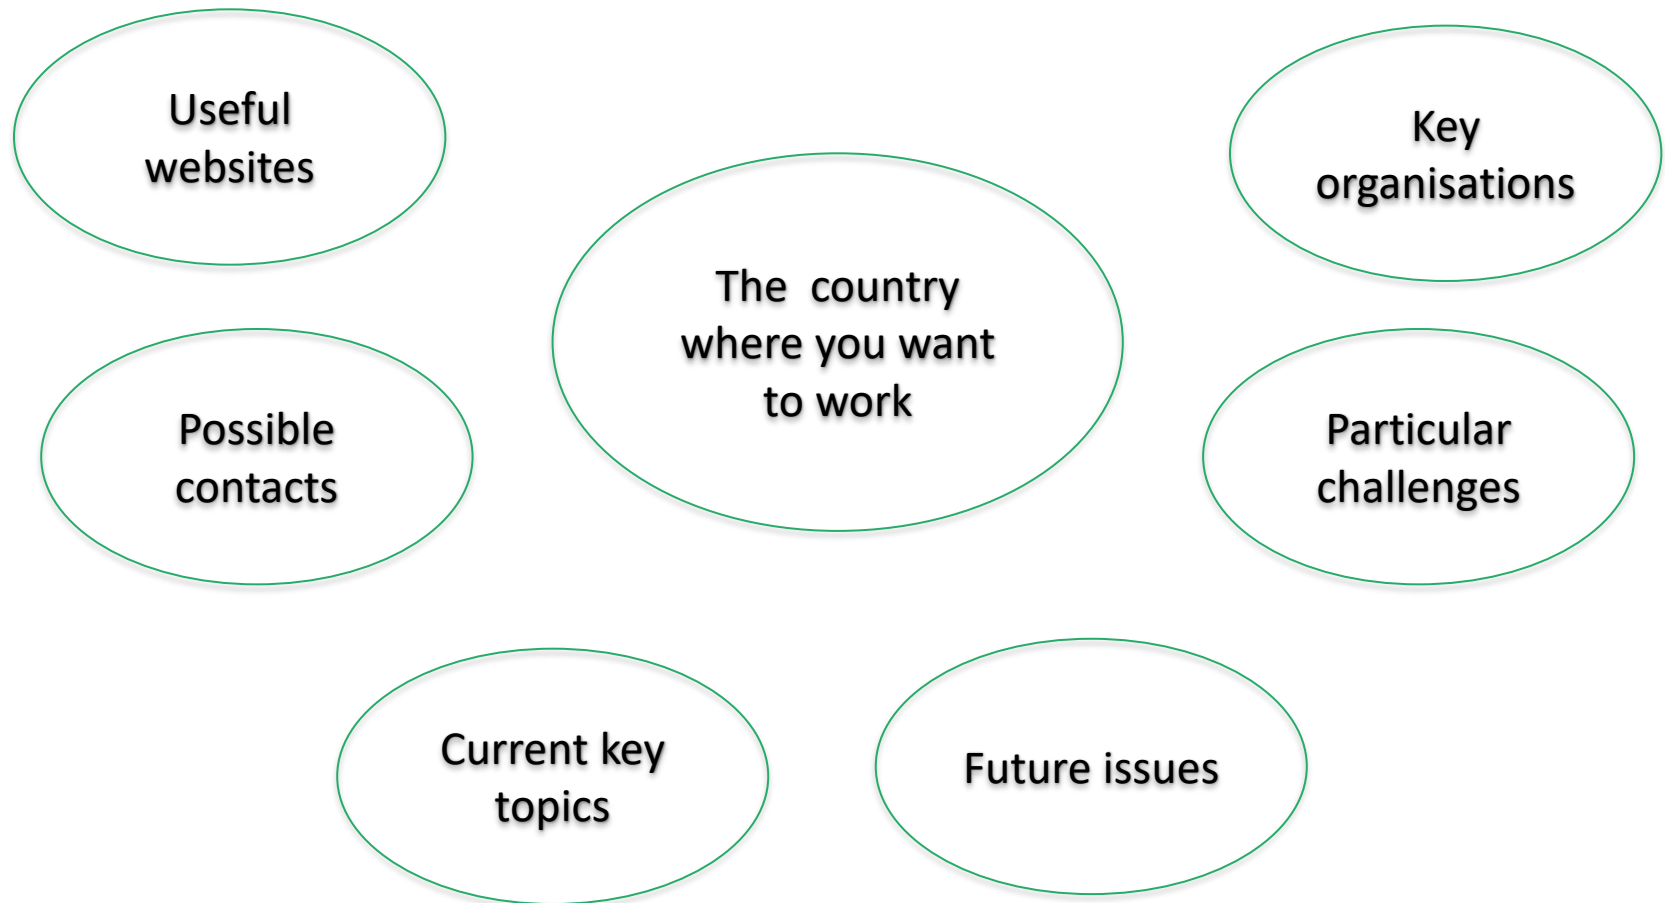 Useful
websites
Key
organisations
The  country
where you want
to work
Possible
contacts
Particular
challenges
Current key
topics
Future issues